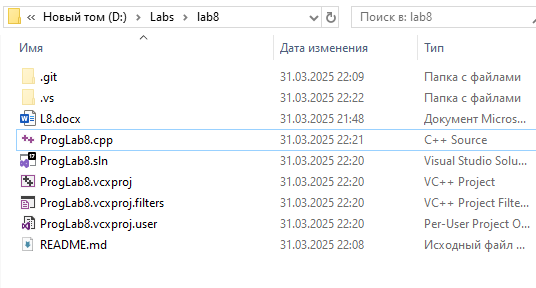 Новый том (D:) > Labs > lab8
Поиск в: lab8
Имя Дата изменения Тип
.git 31.03.2025 22:09 Папка с файлами
.vs 31.03.2025 22:22 Папка с файлами
L8.docx 31.03.2025 21:48 Документ Micros...
ProgLab8.cpp 31.03.2025 22:21 C++ Source
ProgLab8.sln 31.03.2025 22:20 Visual Studio Solu...
ProgLab8.vcxproj 31.03.2025 22:20 VC++ Project
ProgLab8.vcxproj.filters 31.03.2025 22:20 VC++ Project Filte...
ProgLab8.vcxproj.user 31.03.2025 22:20 Per-User Project O...
README.md 31.03.2025 22:08 Исходный файл ...